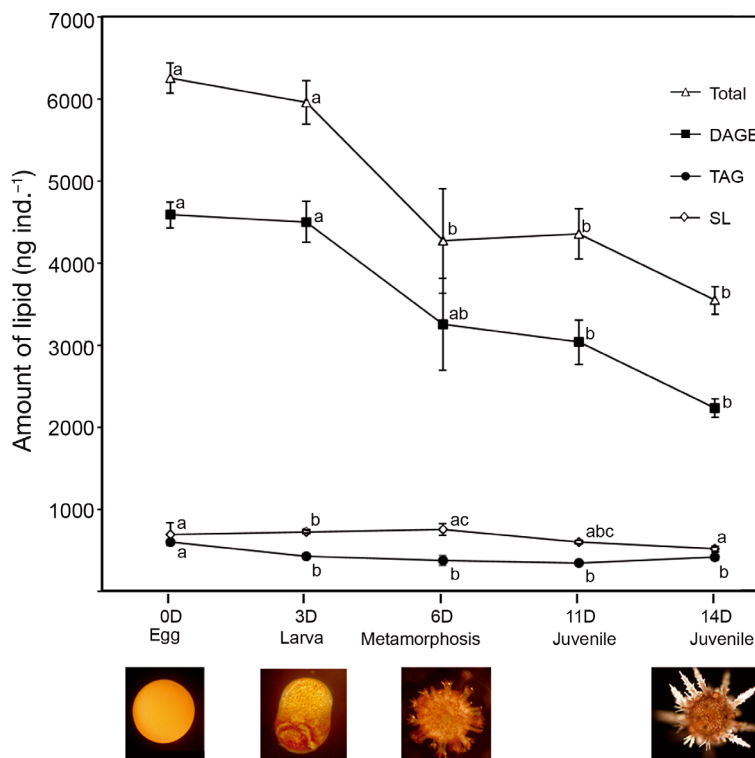 7000
6000
5000
4000
3000
2000
1000
Amount of lipid (ng ind.⁻¹)
Total
DAGE
TAG
SL
a
a
b
b
b
a
a
ab
b
b
a
b
ac
abc
a
a
b
b
b
b
0D
Egg
3D
Larva
6D
Metamorphosis
11D
Juvenile
14D
Juvenile